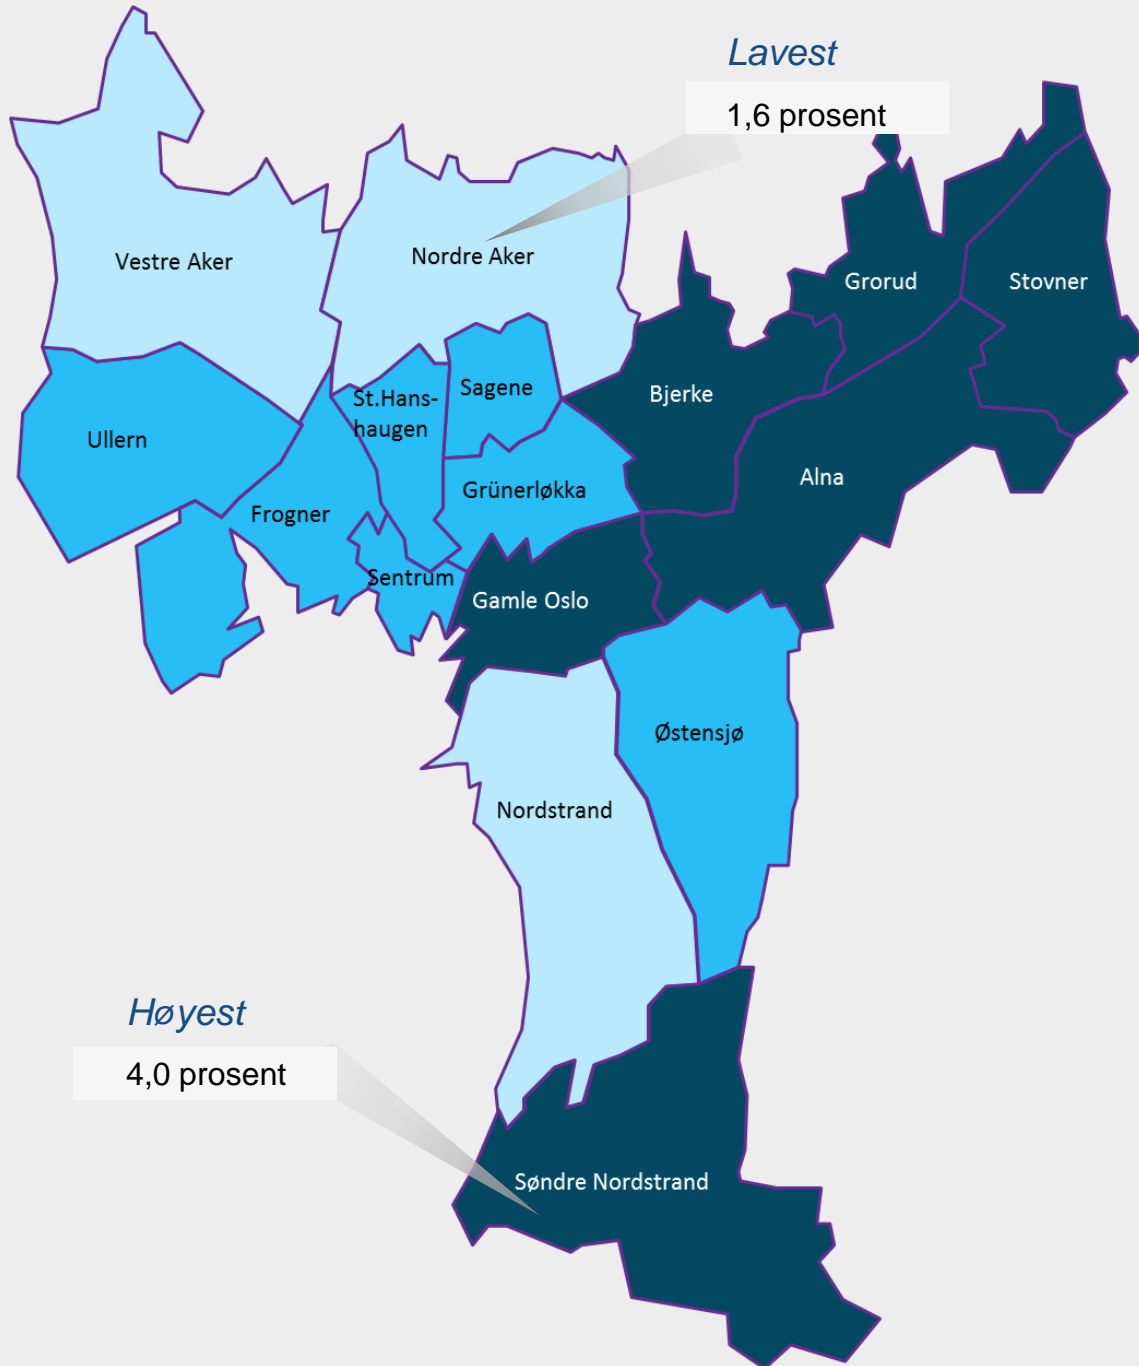 Lavest
1,6 prosent
Vestre Aker
Nordre Aker
Grorud
Stovner
St.Hans-
haugen
Sagene
Bjerke
Ullern
Alna
Grünerløkka
Frogner
Sentrum
Gamle Oslo
Østensjø
Nordstrand
Høyest
4,0 prosent
Søndre Nordstrand